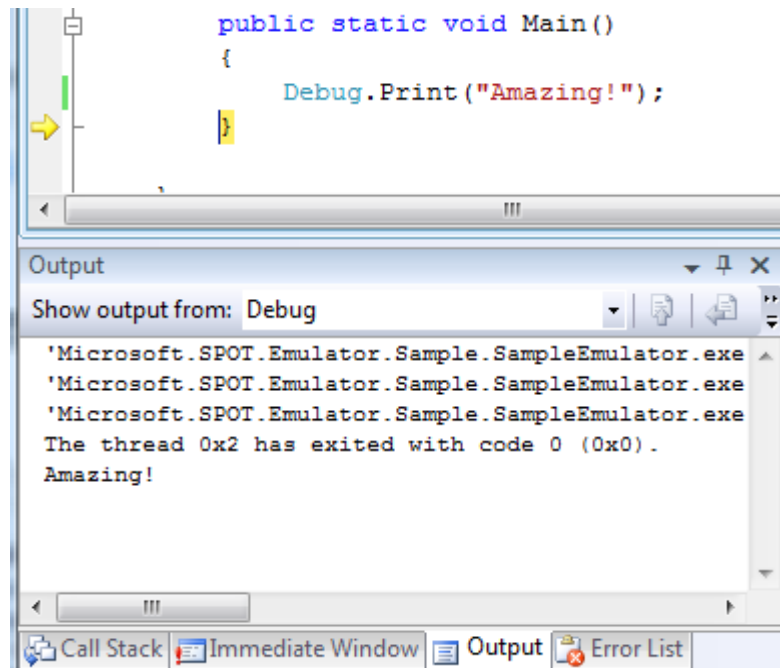 public static void Main()
{
Debug.Print("Amazing!");
}
Output
Show output from: Debug
'Microsoft.SPOT.Emulator.Sample.SampleEmulator.exe
'Microsoft.SPOT.Emulator.Sample.SampleEmulator.exe
'Microsoft.SPOT.Emulator.Sample.SampleEmulator.exe
The thread 0x2 has exited with code 0 (0x0).
Amazing!
Call Stack Immediate Window Output Error List